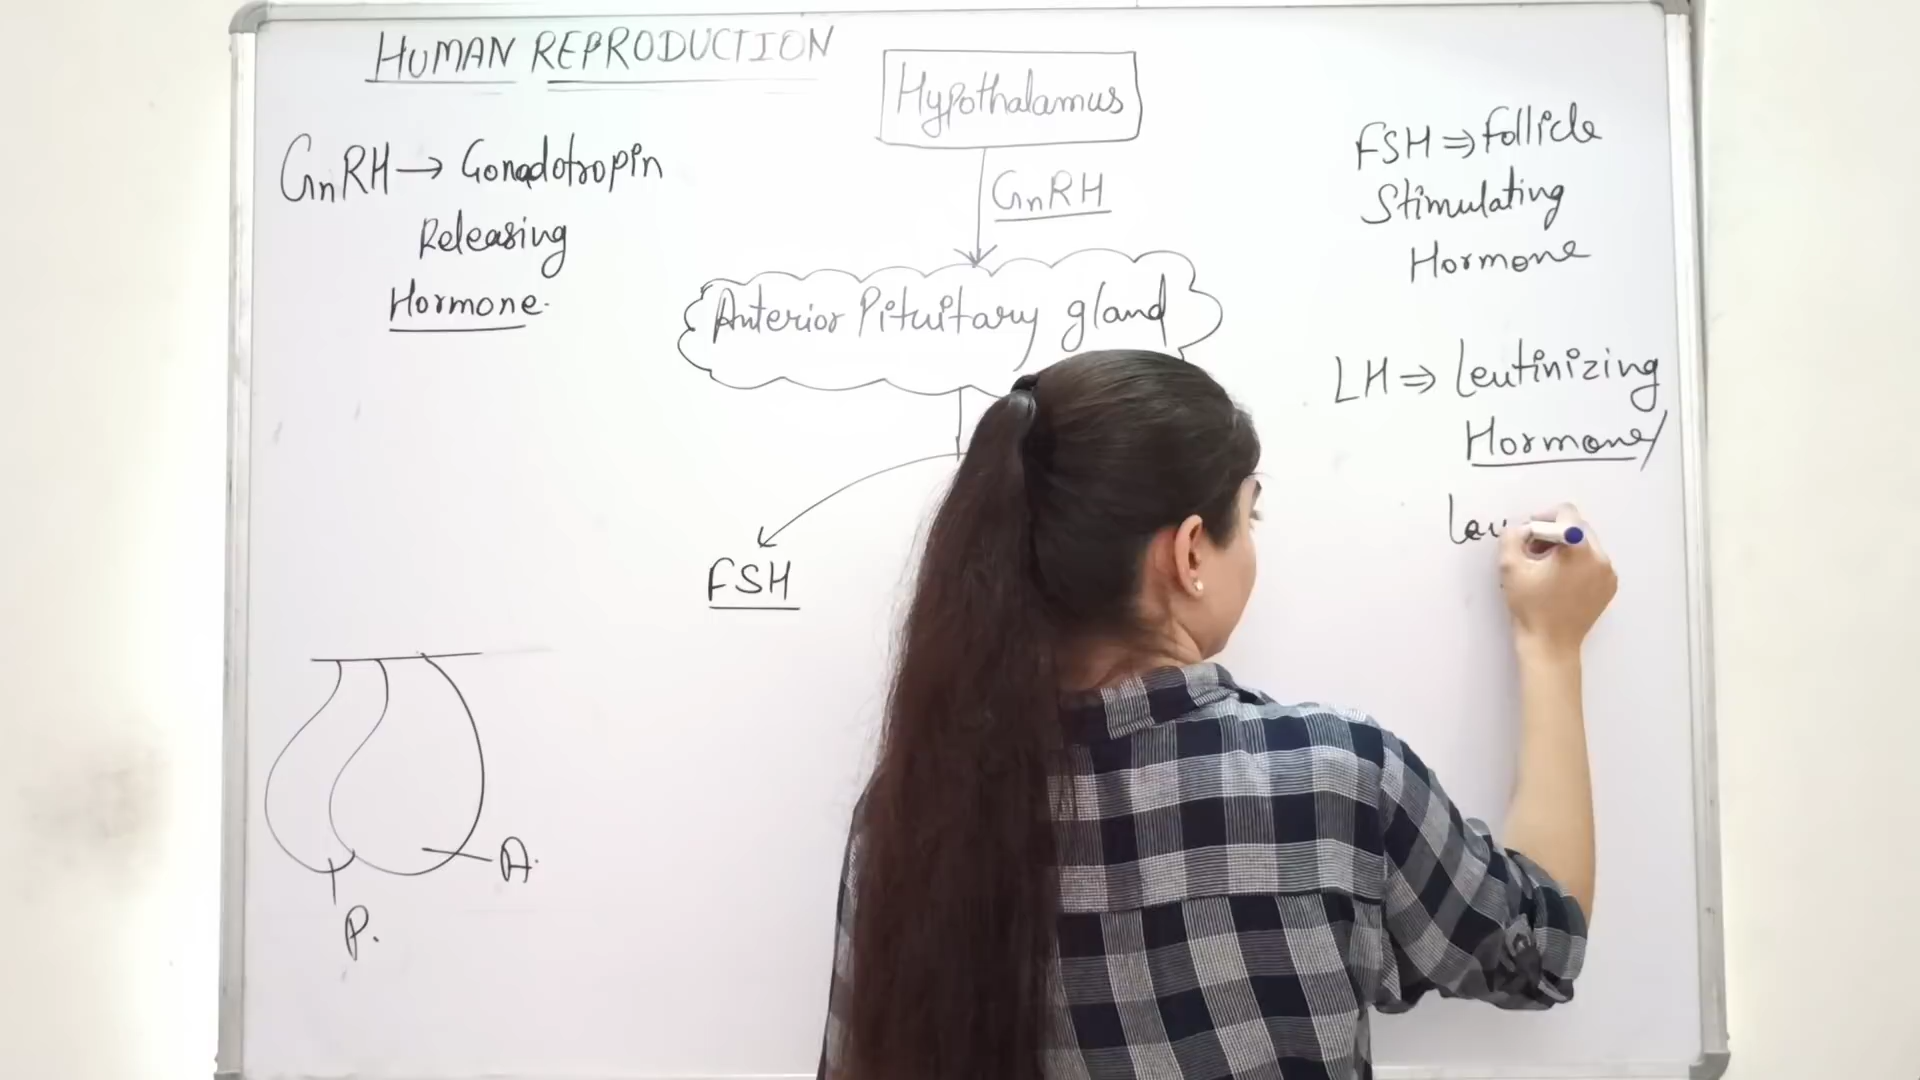 HUMAN REPRODUCTION
GnRH → Gonadotropin
Releasing
Hormone.
Hypothalamus
GnRH
Anterior Pituitary gland
FSH
FSH ⇒ Follicle
Stimulating
Hormone
LH ⇒ Leutinizing
Hormone/
A.
P.